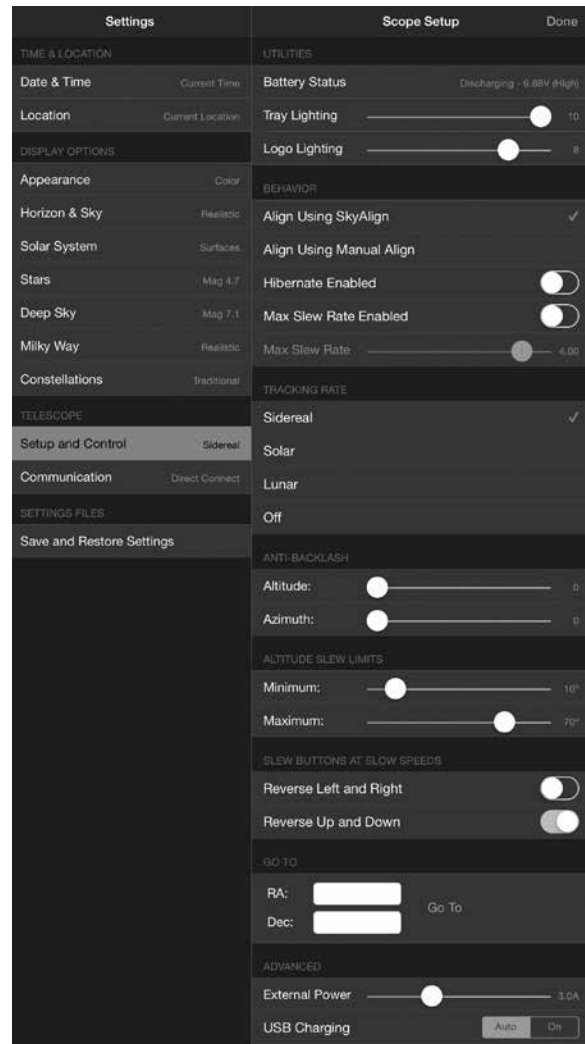 Settings
TIME & LOCATION
Date & Time Current Time
Location Current Location
DISPLAY OPTIONS
Appearance Color
Horizon & Sky Realistic
Solar System Surfaces
Stars Mag 4.7
Deep Sky Mag 7.1
Milky Way Realistic
Constellations Traditional
TELESCOPE
Setup and Control Sidereal
Communication Direct Connect
SETTINGS FILES
Save and Restore Settings
Scope Setup Done
UTILITIES
Battery Status Discharging - 9.88V (High)
Tray Lighting 10
Logo Lighting 8
BEHAVIOR
Align Using SkyAlign
Align Using Manual Align
Hibernate Enabled
Max Slew Rate Enabled
Max Slew Rate 4.00
TRACKING RATE
Sidereal
Solar
Lunar
Off
ANTI-BACKLASH
Altitude: 0
Azimuth: 0
ALTITUDE SLEW LIMITS
Minimum: 10°
Maximum: 70°
SLEW BUTTONS AT SLOW SPEEDS
Reverse Left and Right
Reverse Up and Down
GO TO
RA:
Go To
Dec:
ADVANCED
External Power 3.0A
USB Charging Auto On